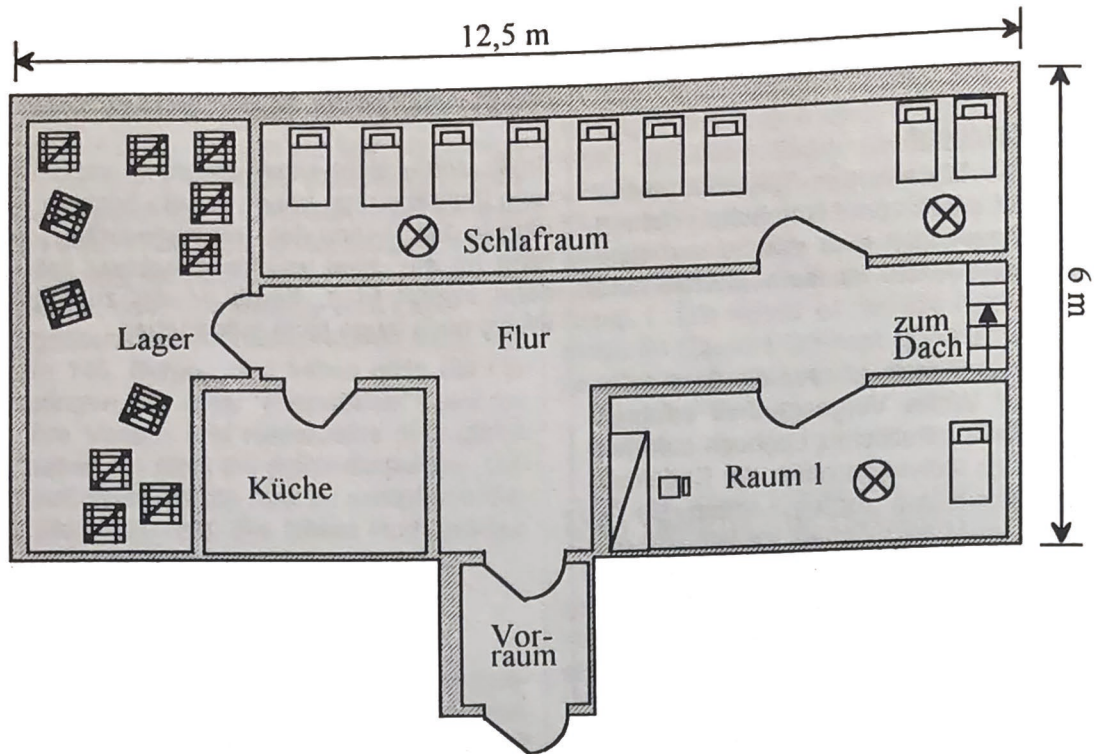 12,5 m
6 m
Schlafraum
Lager
Flur
zum
Dach
Küche
Raum 1
Vor-
raum